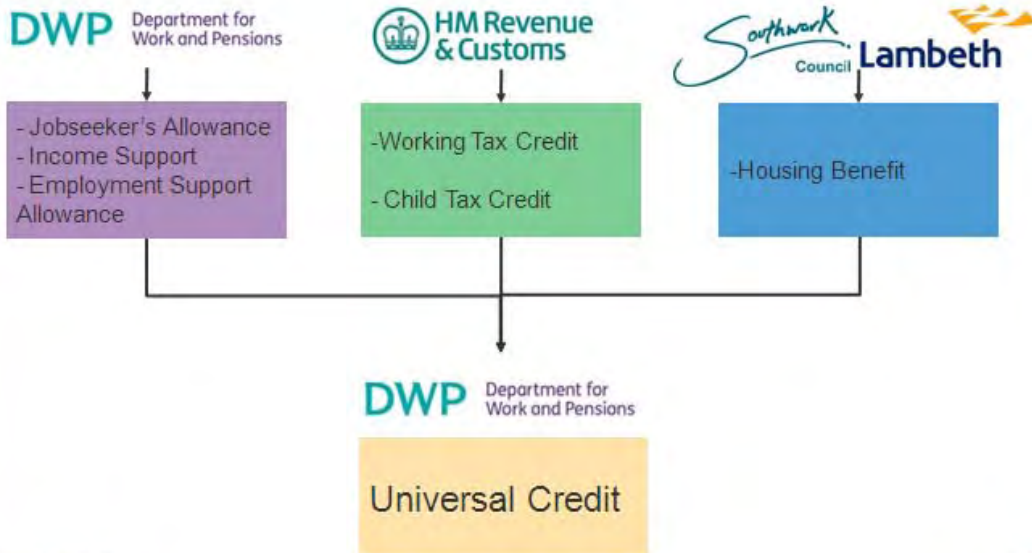 DWP Department for
Work and Pensions
HM Revenue
& Customs
Southwark
Council Lambeth
- Jobseeker's Allowance
- Income Support
- Employment Support
Allowance
-Working Tax Credit
- Child Tax Credit
-Housing Benefit
DWP Department for
Work and Pensions
Universal Credit